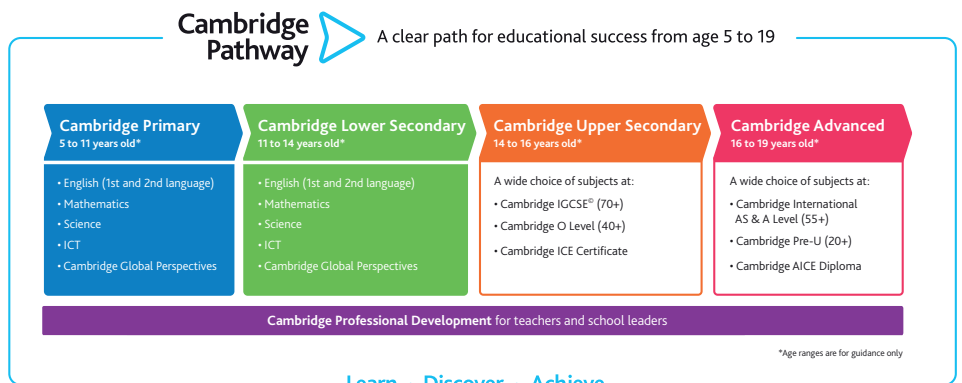 Cambridge
Pathway
A clear path for educational success from age 5 to 19
Cambridge Primary
5 to 11 years old*
• English (1st and 2nd language)
• Mathematics
• Science
• ICT
• Cambridge Global Perspectives
Cambridge Lower Secondary
11 to 14 years old*
• English (1st and 2nd language)
• Mathematics
• Science
• ICT
• Cambridge Global Perspectives
Cambridge Upper Secondary
14 to 16 years old*
A wide choice of subjects at:
• Cambridge IGCSE© (70+)
• Cambridge O Level (40+)
• Cambridge ICE Certificate
Cambridge Advanced
16 to 19 years old*
A wide choice of subjects at:
• Cambridge International
AS & A Level (55+)
• Cambridge Pre-U (20+)
• Cambridge AICE Diploma
Cambridge Professional Development for teachers and school leaders
*Age ranges are for guidance only
Learn Discover Achieve